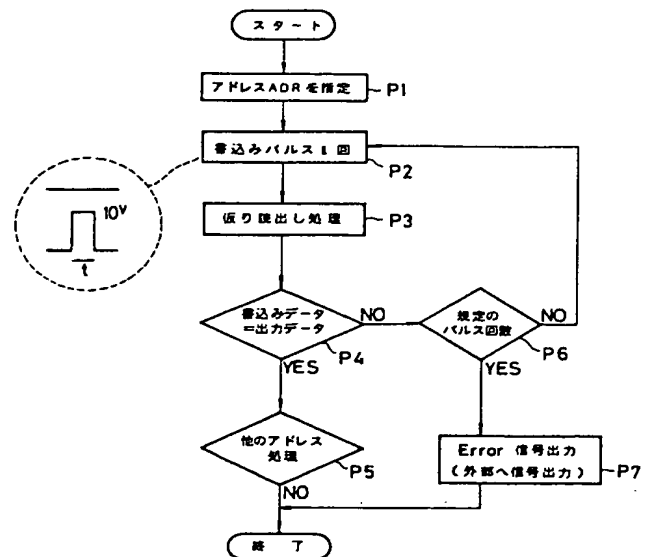 スタート
アドレスADRを指定
P1
書込みパルス1回
P2
10V
t
仮り読出し処理
P3
書込みデータ
=出力データ
NO
P4
YES
規定の
パルス回数
NO
P6
YES
他のアドレス
処理
P5
NO
Error 信号出力
(外部へ信号出力)
P7
終了